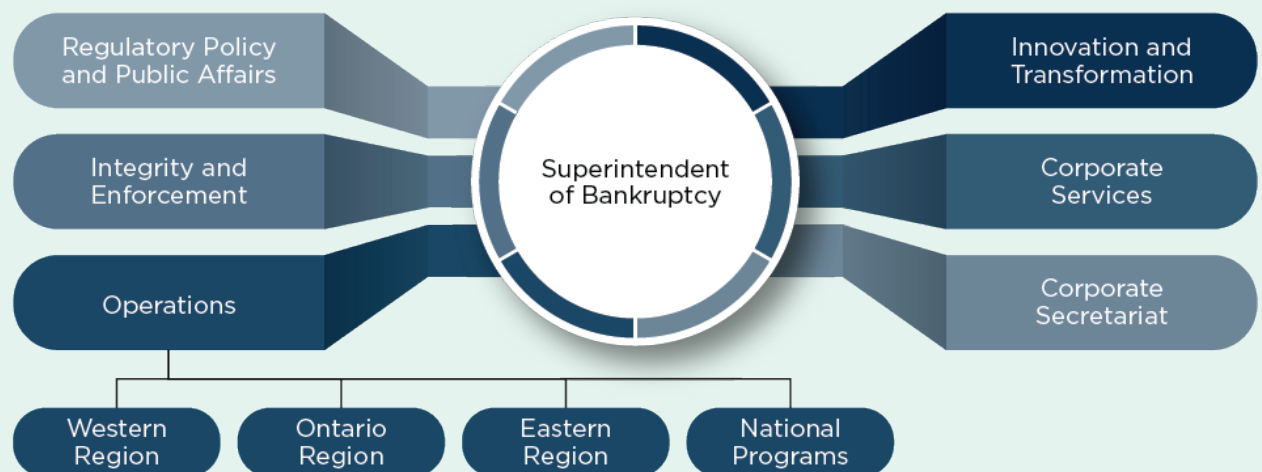 Regulatory Policy
and Public Affairs
Integrity and
Enforcement
Operations
Superintendent
of Bankruptcy
Innovation and
Transformation
Corporate
Services
Corporate
Secretariat
Western
Region
Ontario
Region
Eastern
Region
National
Programs